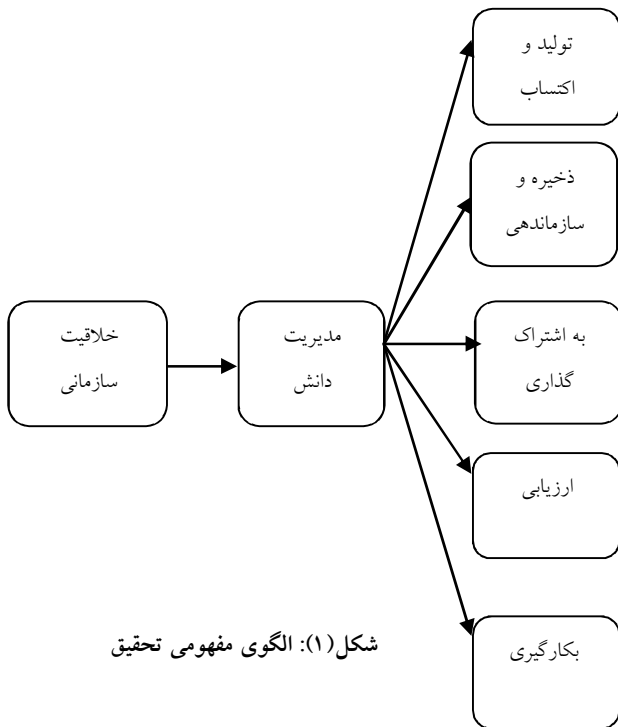 تولید و
اکتساب
ذخیره و
سازماندهی
خلاقیت
سازمانی
مدیریت
دانش
به اشتراک
گذاری
ارزیابی
بکارگیری
شکل(۱): الگوی مفهومی تحقیق